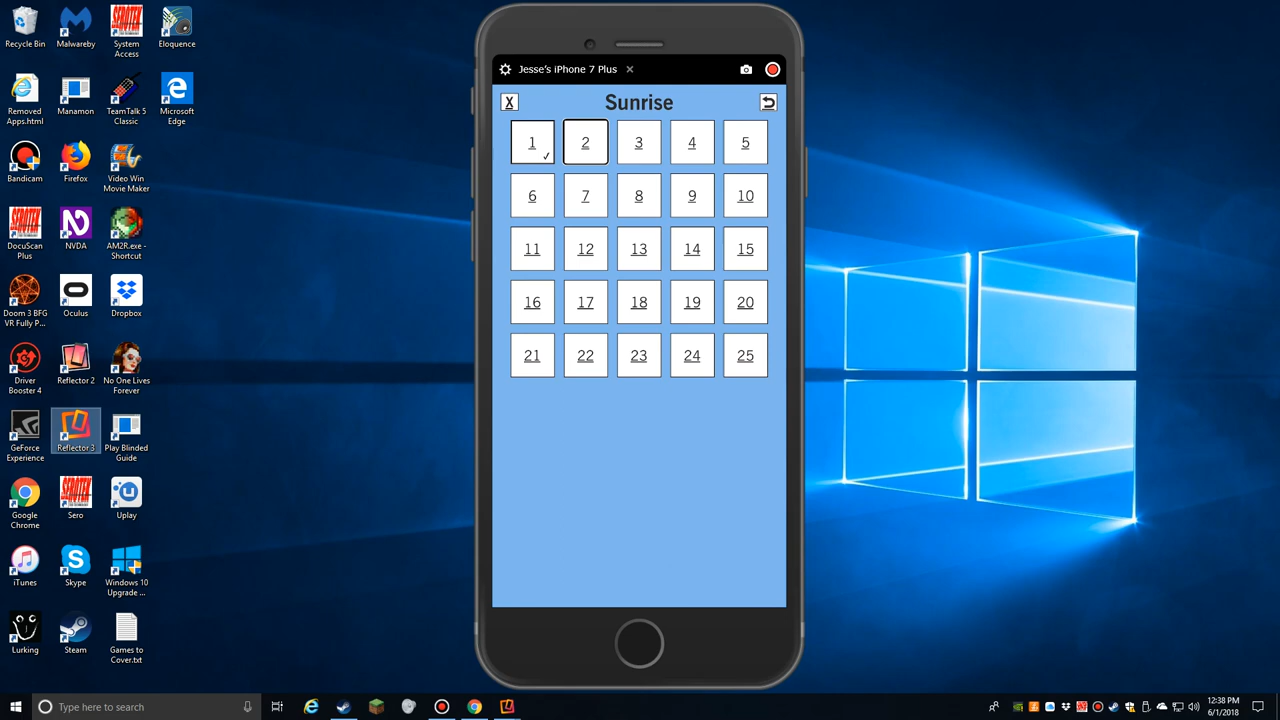 Recycle Bin
Malwareby
System
Access
Eloquence
Removed
Apps.html
Manamon
TeamTalk 5
Classic
Microsoft
Edge
Bandicam
Firefox
Video Win
Movie Maker
DocuScan
Plus
NVDA
AM2R.exe -
Shortcut
Doom 3 BFG
VR Fully P...
Oculus
Dropbox
Driver
Booster 4
Reflector 2
No One Lives
Forever
GeForce
Experience
Reflector 3
Play Blinded
Guide
Google
Chrome
Sero
Uplay
iTunes
Skype
Windows 10
Upgrade ...
Lurking
Steam
Games to
Cover.txt
SEROTEK
SEROTEK
SEROTEK
Jesse's iPhone 7 Plus
X Sunrise
1 2 3 4 5
6 7 8 9 10
11 12 13 14 15
16 17 18 19 20
21 22 23 24 25
Type here to search
12:38 PM
6/1/2018